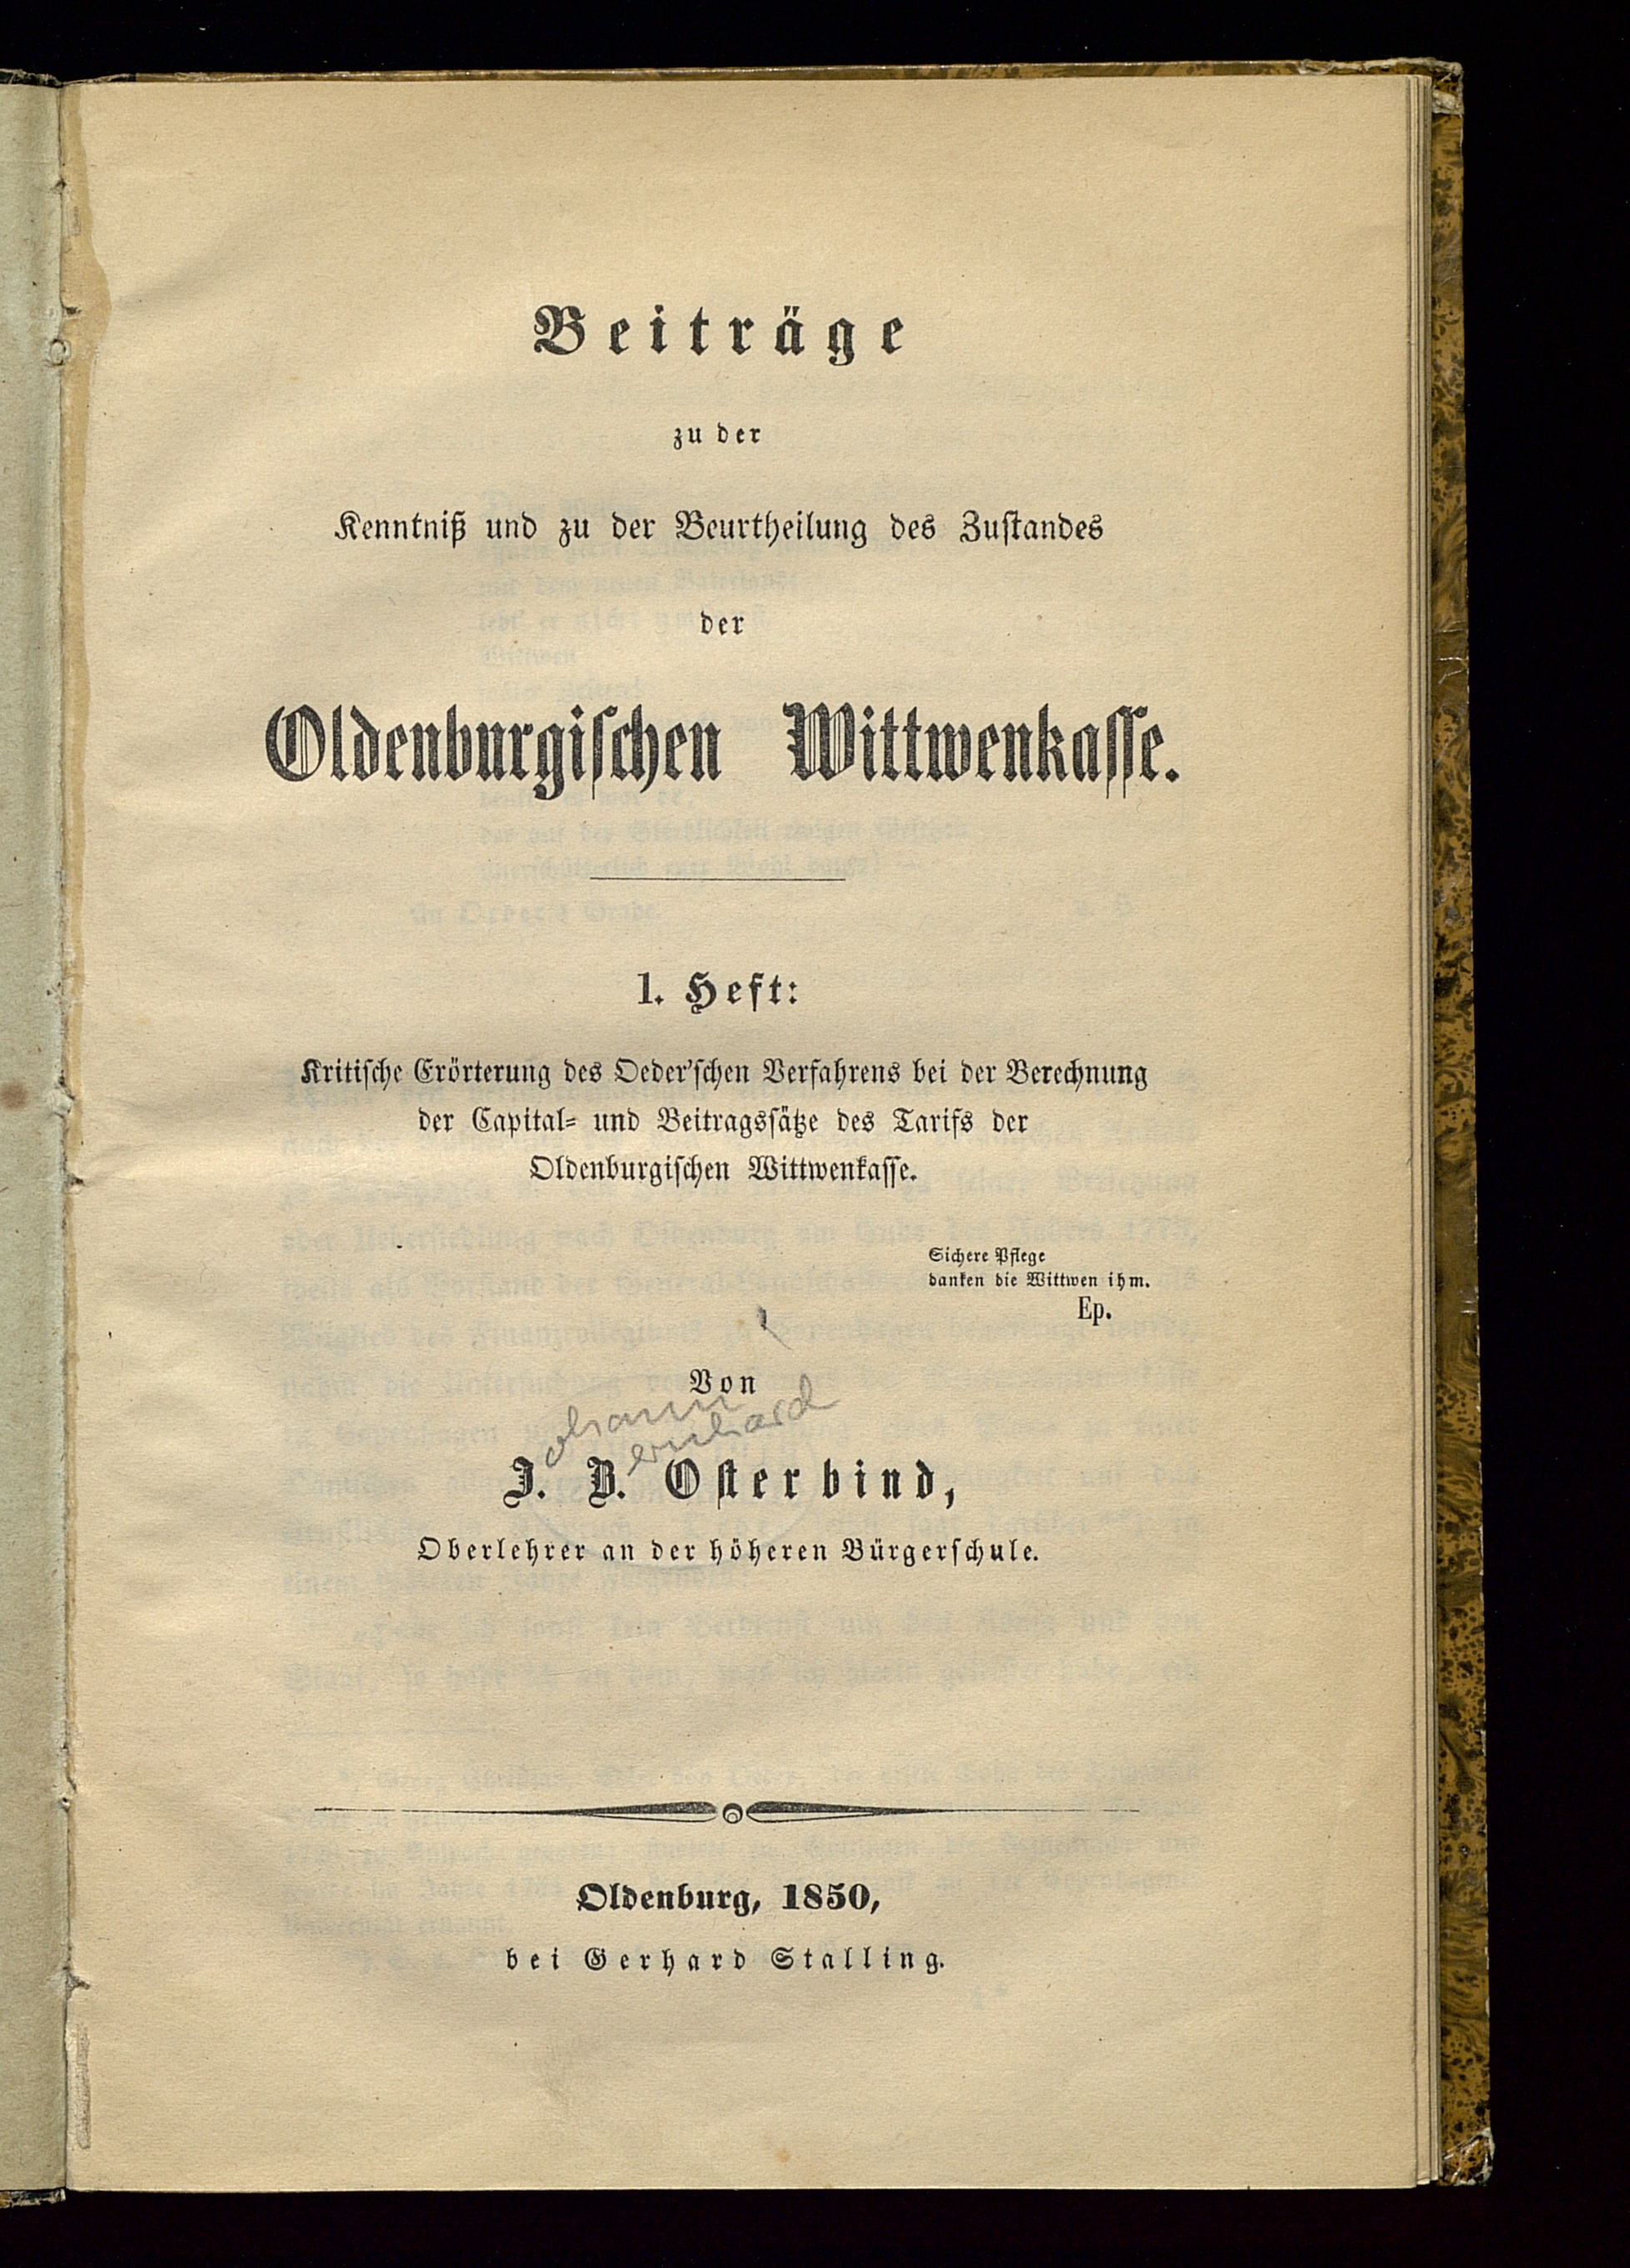 Beiträge
zu der
Kenntniß und zu der Beurtheilung des Zustandes
der
Oldenburgischen Wittwenkasse.
1. Heft:
Kritische Erörterung des Oeder'schen Verfahrens bei der Berechnung
der Capital- und Beitragssätze des Tarifs der
Oldenburgischen Wittwenkasse.
Sichere Pflege
danken die Wittwen ihm.
Ep.
Von
ohann
ernhard
J. B. Osterbind,
Oberlehrer an der höheren Bürgerschule.
Oldenburg, 1850,
bei Gerhard Stalling.